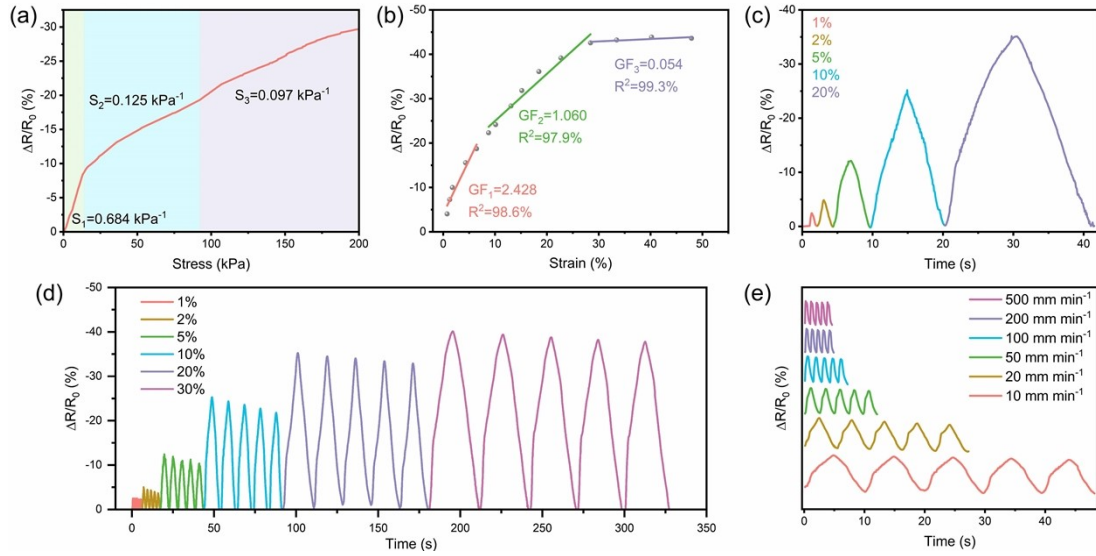 (a)
-30
-25
-20
-15
-10
-5
0
ΔR/R0 (%)
S2=0.125 kPa-1
S3=0.097 kPa-1
S1=0.684 kPa-1
0 50 100 150 200
Stress (kPa)
(b)
-50
-40
-30
-20
-10
0
ΔR/R0 (%)
GF3=0.054
R2=99.3%
GF2=1.060
R2=97.9%
GF1=2.428
R2=98.6%
0 10 20 30 40 50
Strain (%)
(c)
-40
-30
-20
-10
0
ΔR/R0 (%)
1%
2%
5%
10%
20%
0 10 20 30 40
Time (s)
(d)
-50
-40
-30
-20
-10
0
ΔR/R0 (%)
1%
2%
5%
10%
20%
30%
0 50 100 150 200 250 300 350
Time (s)
(e)
ΔR/R0 (%)
500 mm min-1
200 mm min-1
100 mm min-1
50 mm min-1
20 mm min-1
10 mm min-1
0 10 20 30 40
Time (s)